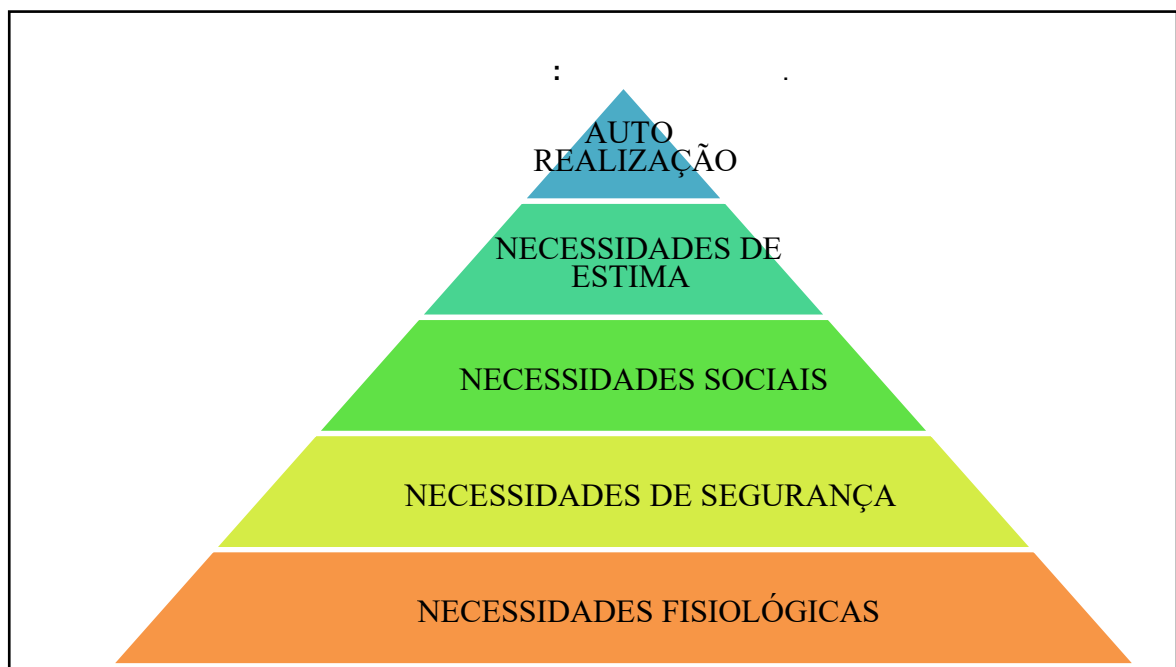 : .
AUTO
REALIZAÇÃO
NECESSIDADES DE
ESTIMA
NECESSIDADES SOCIAIS
NECESSIDADES DE SEGURANÇA
NECESSIDADES FISIOLÓGICAS